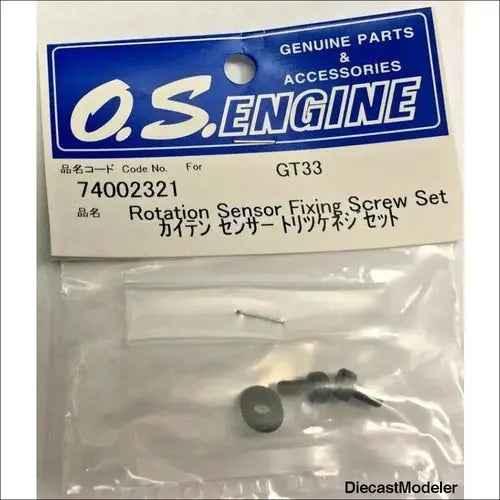 GENUINE PARTS
&
ACCESSORIES
O.S.ENGINE
品名コード Code No. For
GT33
74002321
品名 Rotation Sensor Fixing Screw Set
カイテン センサー トリツケネジ セット
DiecastModeler